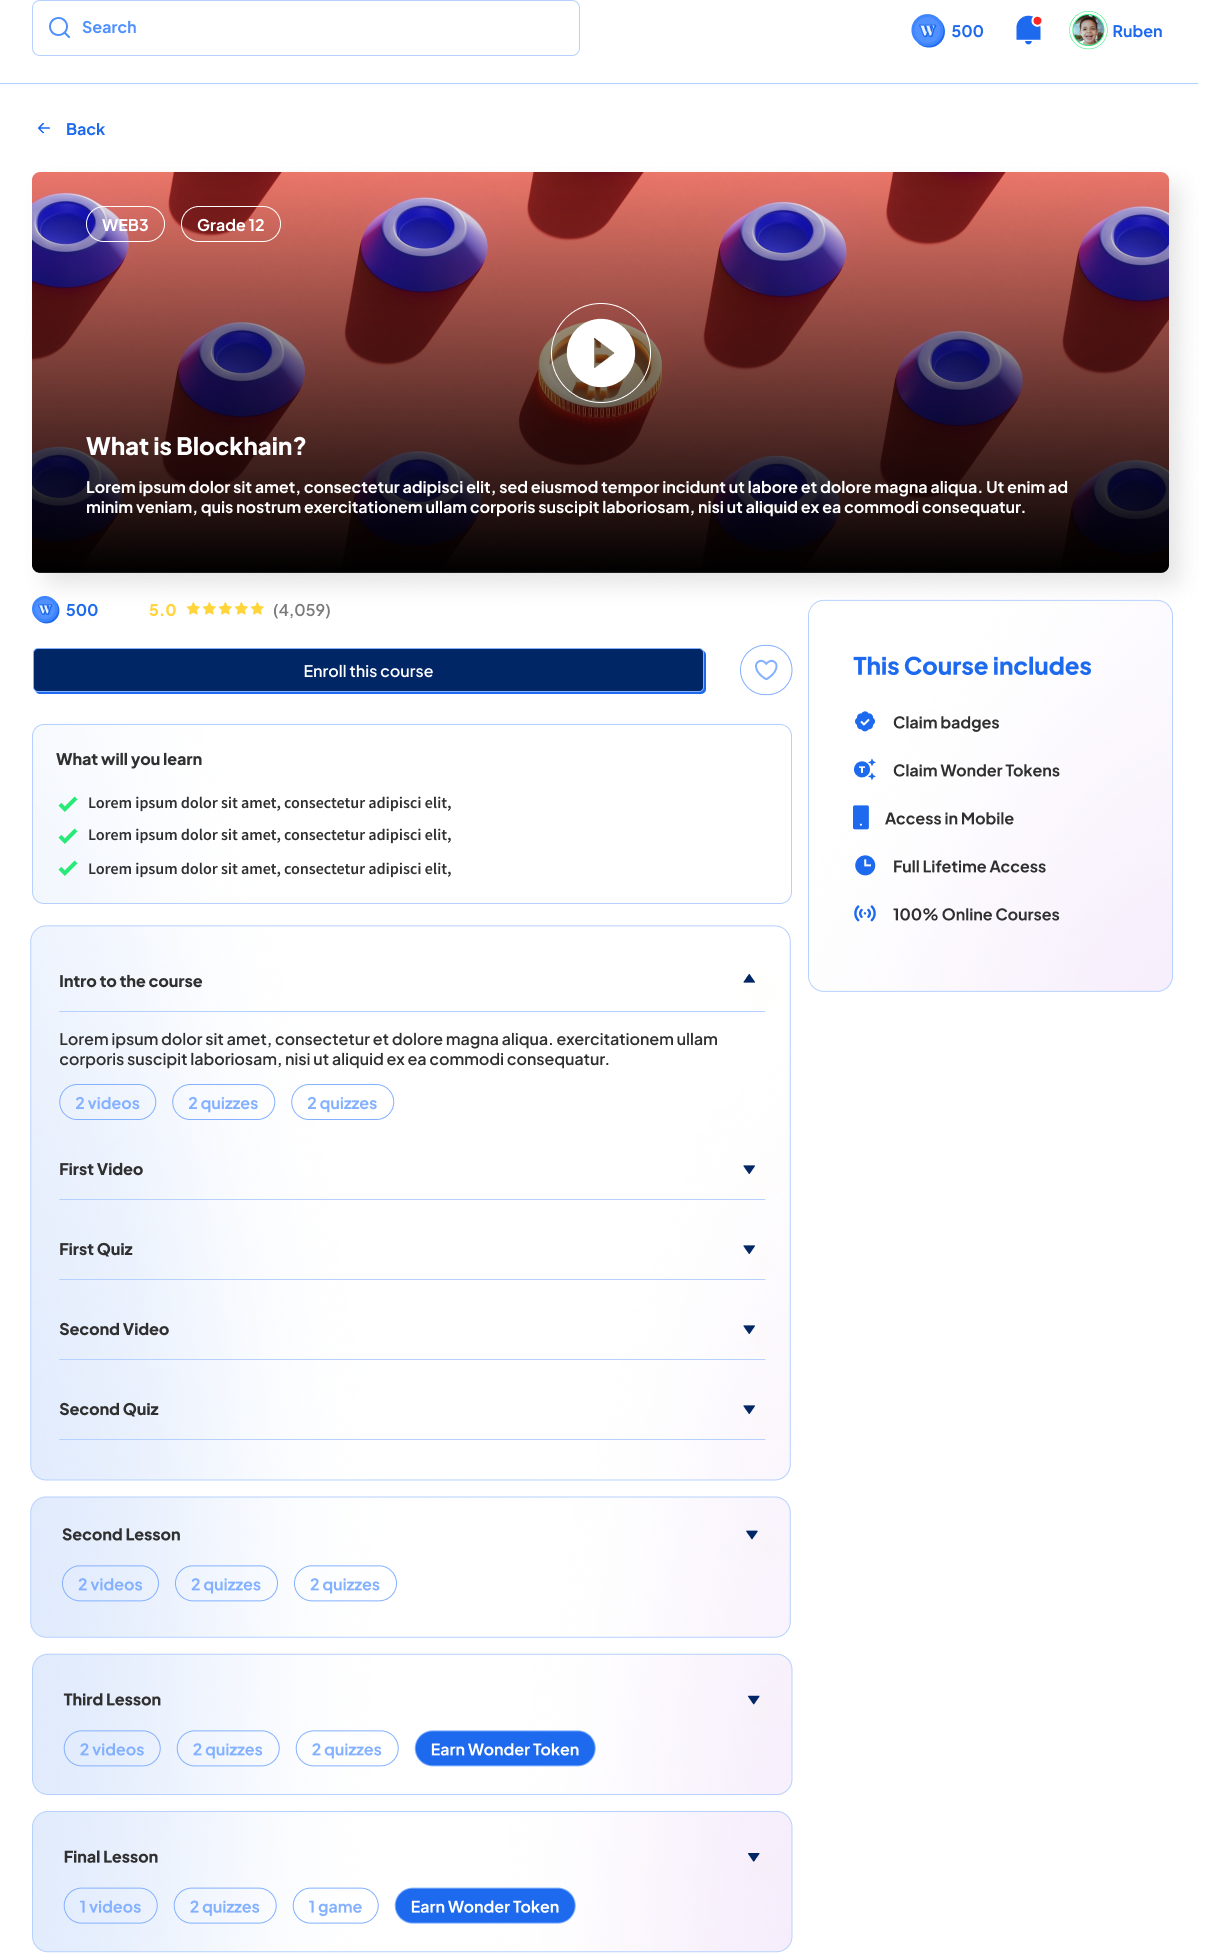 Search
W 500
Ruben
Back
WEB3
Grade 12
What is Blockhain?
Lorem ipsum dolor sit amet, consectetur adipisci elit, sed eiusmod tempor incidunt ut labore et dolore magna aliqua. Ut enim ad
minim veniam, quis nostrum exercitationem ullam corporis suscipit laboriosam, nisi ut aliquid ex ea commodi consequatur.
W 500
5.0 (4,059)
Enroll this course
What will you learn
Lorem ipsum dolor sit amet, consectetur adipisci elit,
Lorem ipsum dolor sit amet, consectetur adipisci elit,
Lorem ipsum dolor sit amet, consectetur adipisci elit,
This Course includes
Claim badges
T Claim Wonder Tokens
Access in Mobile
Full Lifetime Access
100% Online Courses
Intro to the course
Lorem ipsum dolor sit amet, consectetur et dolore magna aliqua. exercitationem ullam
corporis suscipit laboriosam, nisi ut aliquid ex ea commodi consequatur.
2 videos 2 quizzes 2 quizzes
First Video
First Quiz
Second Video
Second Quiz
Second Lesson
2 videos 2 quizzes 2 quizzes
Third Lesson
2 videos 2 quizzes 2 quizzes Earn Wonder Token
Final Lesson
1 videos 2 quizzes 1 game Earn Wonder Token